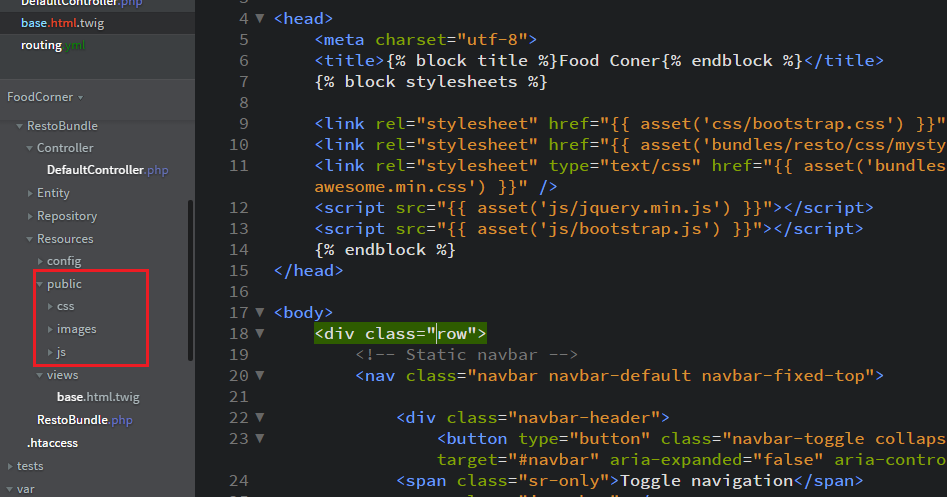 DefaultController.php
base.html.twig
routing.yml
FoodCorner
RestoBundle
Controller
DefaultController.php
Entity
Repository
Resources
config
public
css
images
js
views
base.html.twig
RestoBundle.php
.htaccess
tests
var
4 <head>
5 <meta charset="utf-8">
6 <title>{% block title %}Food Coner{% endblock %}</title>
7 {% block stylesheets %}
8
9 <link rel="stylesheet" href="{{ asset('css/bootstrap.css') }}"
10 <link rel="stylesheet" href="{{ asset('bundles/resto/css/mysty
11 <link rel="stylesheet" type="text/css" href="{{ asset('bundles
awesome.min.css') }}" />
12 <script src="{{ asset('js/jquery.min.js') }}"></script>
13 <script src="{{ asset('js/bootstrap.js') }}"></script>
14 {% endblock %}
15 </head>
16
17 <body>
18 <div class="row">
19 <!-- Static navbar -->
20 <nav class="navbar navbar-default navbar-fixed-top">
21
22 <div class="navbar-header">
23 <button type="button" class="navbar-toggle collaps
target="#navbar" aria-expanded="false" aria-contro
24 <span class="sr-only">Toggle navigation</span>